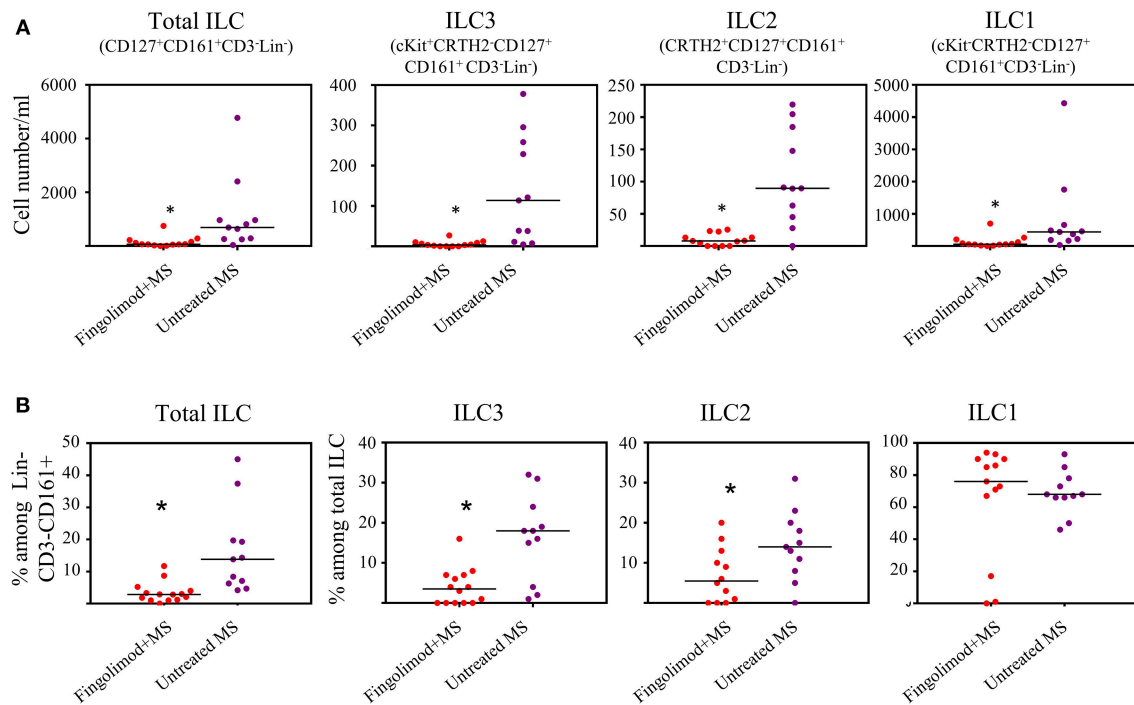 A
Total ILC
(CD127+CD161+CD3-Lin-)
ILC3
(cKit+CRTH2-CD127+
CD161+ CD3-Lin-)
ILC2
(CRTH2+CD127+CD161+
CD3-Lin-)
ILC1
(cKit-CRTH2-CD127+
CD161+CD3-Lin-)
Cell number/ml
6000
4000
2000
0
*
Fingolimod+MS
Untreated MS
400
300
200
100
*
Fingolimod+MS
Untreated MS
250
200
150
100
50
0
*
Fingolimod+MS
Untreated MS
5000
4000
3000
2000
1000
0
*
Fingolimod+MS
Untreated MS
B
Total ILC
ILC3
ILC2
ILC1
% among Lin-
CD3-CD161+
50
40
30
20
10
*
Fingolimod+MS
Untreated MS
% among total ILC
40
30
20
10
0
*
Fingolimod+MS
Untreated MS
40
30
20
10
0
*
Fingolimod+MS
Untreated MS
100
80
60
40
20
Fingolimod+MS
Untreated MS